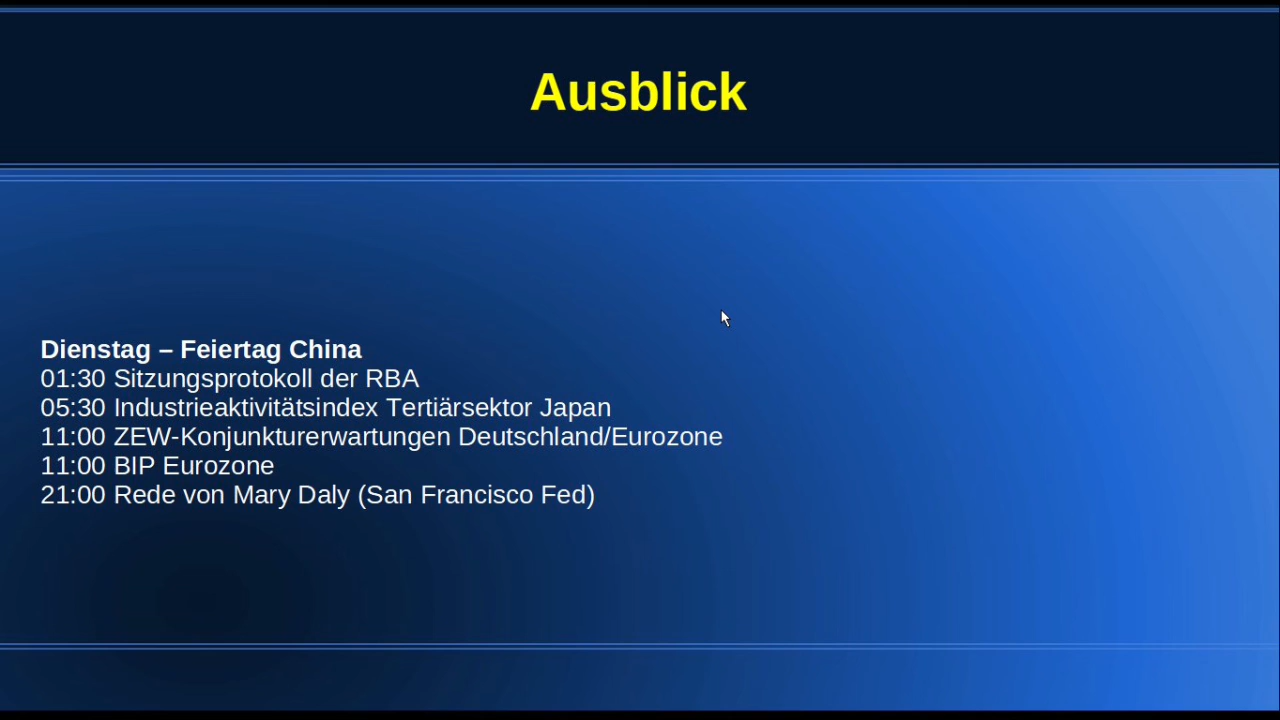 Ausblick
Dienstag – Feiertag China
01:30 Sitzungsprotokoll der RBA
05:30 Industrieaktivitätsindex Tertiärsektor Japan
11:00 ZEW-Konjunkturerwartungen Deutschland/Eurozone
11:00 BIP Eurozone
21:00 Rede von Mary Daly (San Francisco Fed)